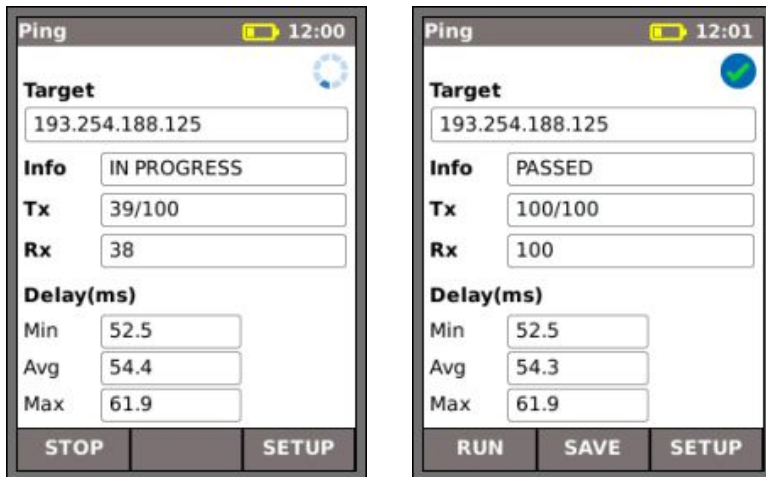 Ping 12:00
Target
193.254.188.125
Info IN PROGRESS
Tx 39/100
Rx 38
Delay(ms)
Min 52.5
Avg 54.4
Max 61.9
STOP SETUP
Ping 12:01
Target
193.254.188.125
Info PASSED
Tx 100/100
Rx 100
Delay(ms)
Min 52.5
Avg 54.3
Max 61.9
RUN SAVE SETUP